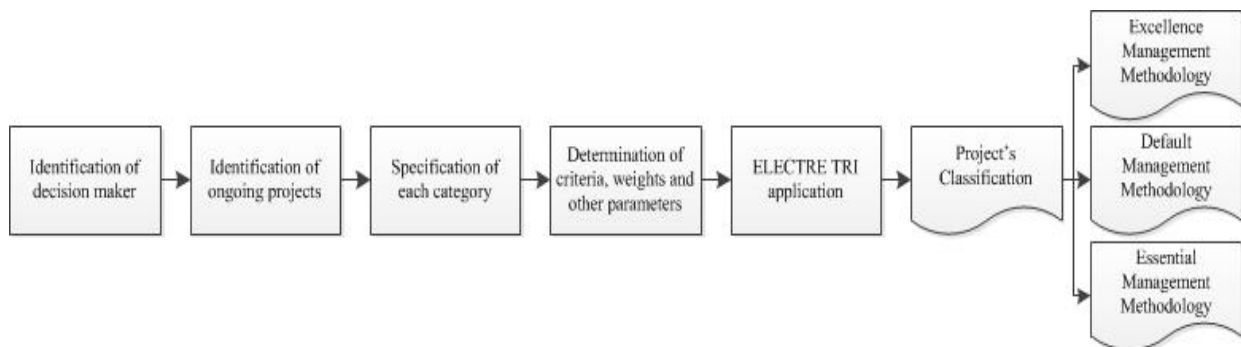 Identification of
decision maker
Identification of
ongoing projects
Specification of
each category
Determination of
criteria, weights and
other parameters
ELECTRE TRI
application
Project's
Classification
Excellence
Management
Methodology
Default
Management
Methodology
Essential
Management
Methodology